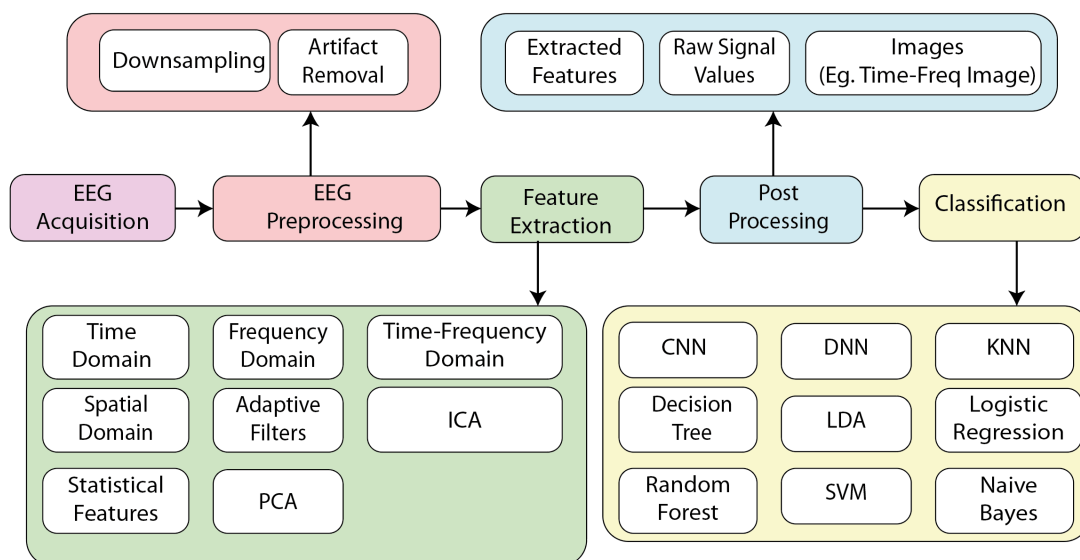 Downsampling
Artifact
Removal
Extracted
Features
Raw Signal
Values
Images
(Eg. Time-Freq Image)
EEG
Acquisition
EEG
Preprocessing
Feature
Extraction
Post
Processing
Classification
Time
Domain
Frequency
Domain
Time-Frequency
Domain
Spatial
Domain
Adaptive
Filters
ICA
Statistical
Features
PCA
CNN
DNN
KNN
Decision
Tree
LDA
Logistic
Regression
Random
Forest
SVM
Naive
Bayes